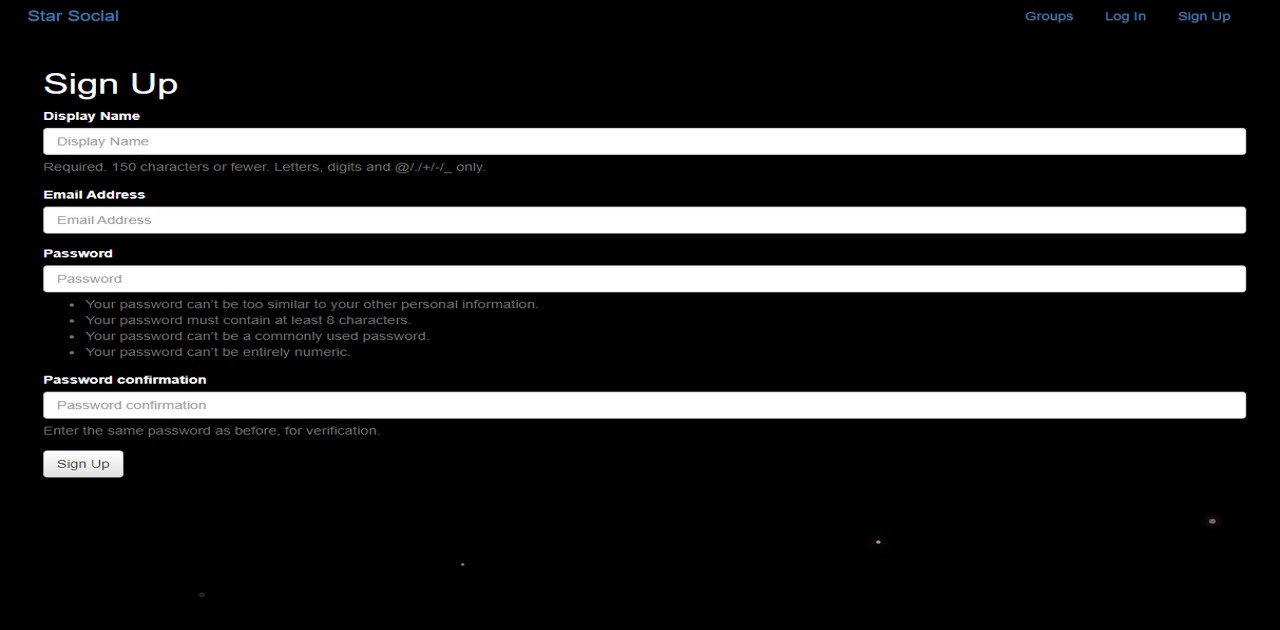 Star Social
Groups
Log In
Sign Up
Sign Up
Display Name
Display Name
Required. 150 characters or fewer. Letters, digits and @/./+/-/_ only.
Email Address
Email Address
Password
Password
Your password can't be too similar to your other personal information.
Your password must contain at least 8 characters.
Your password can't be a commonly used password.
Your password can't be entirely numeric.
Password confirmation
Password confirmation
Enter the same password as before, for verification.
Sign Up